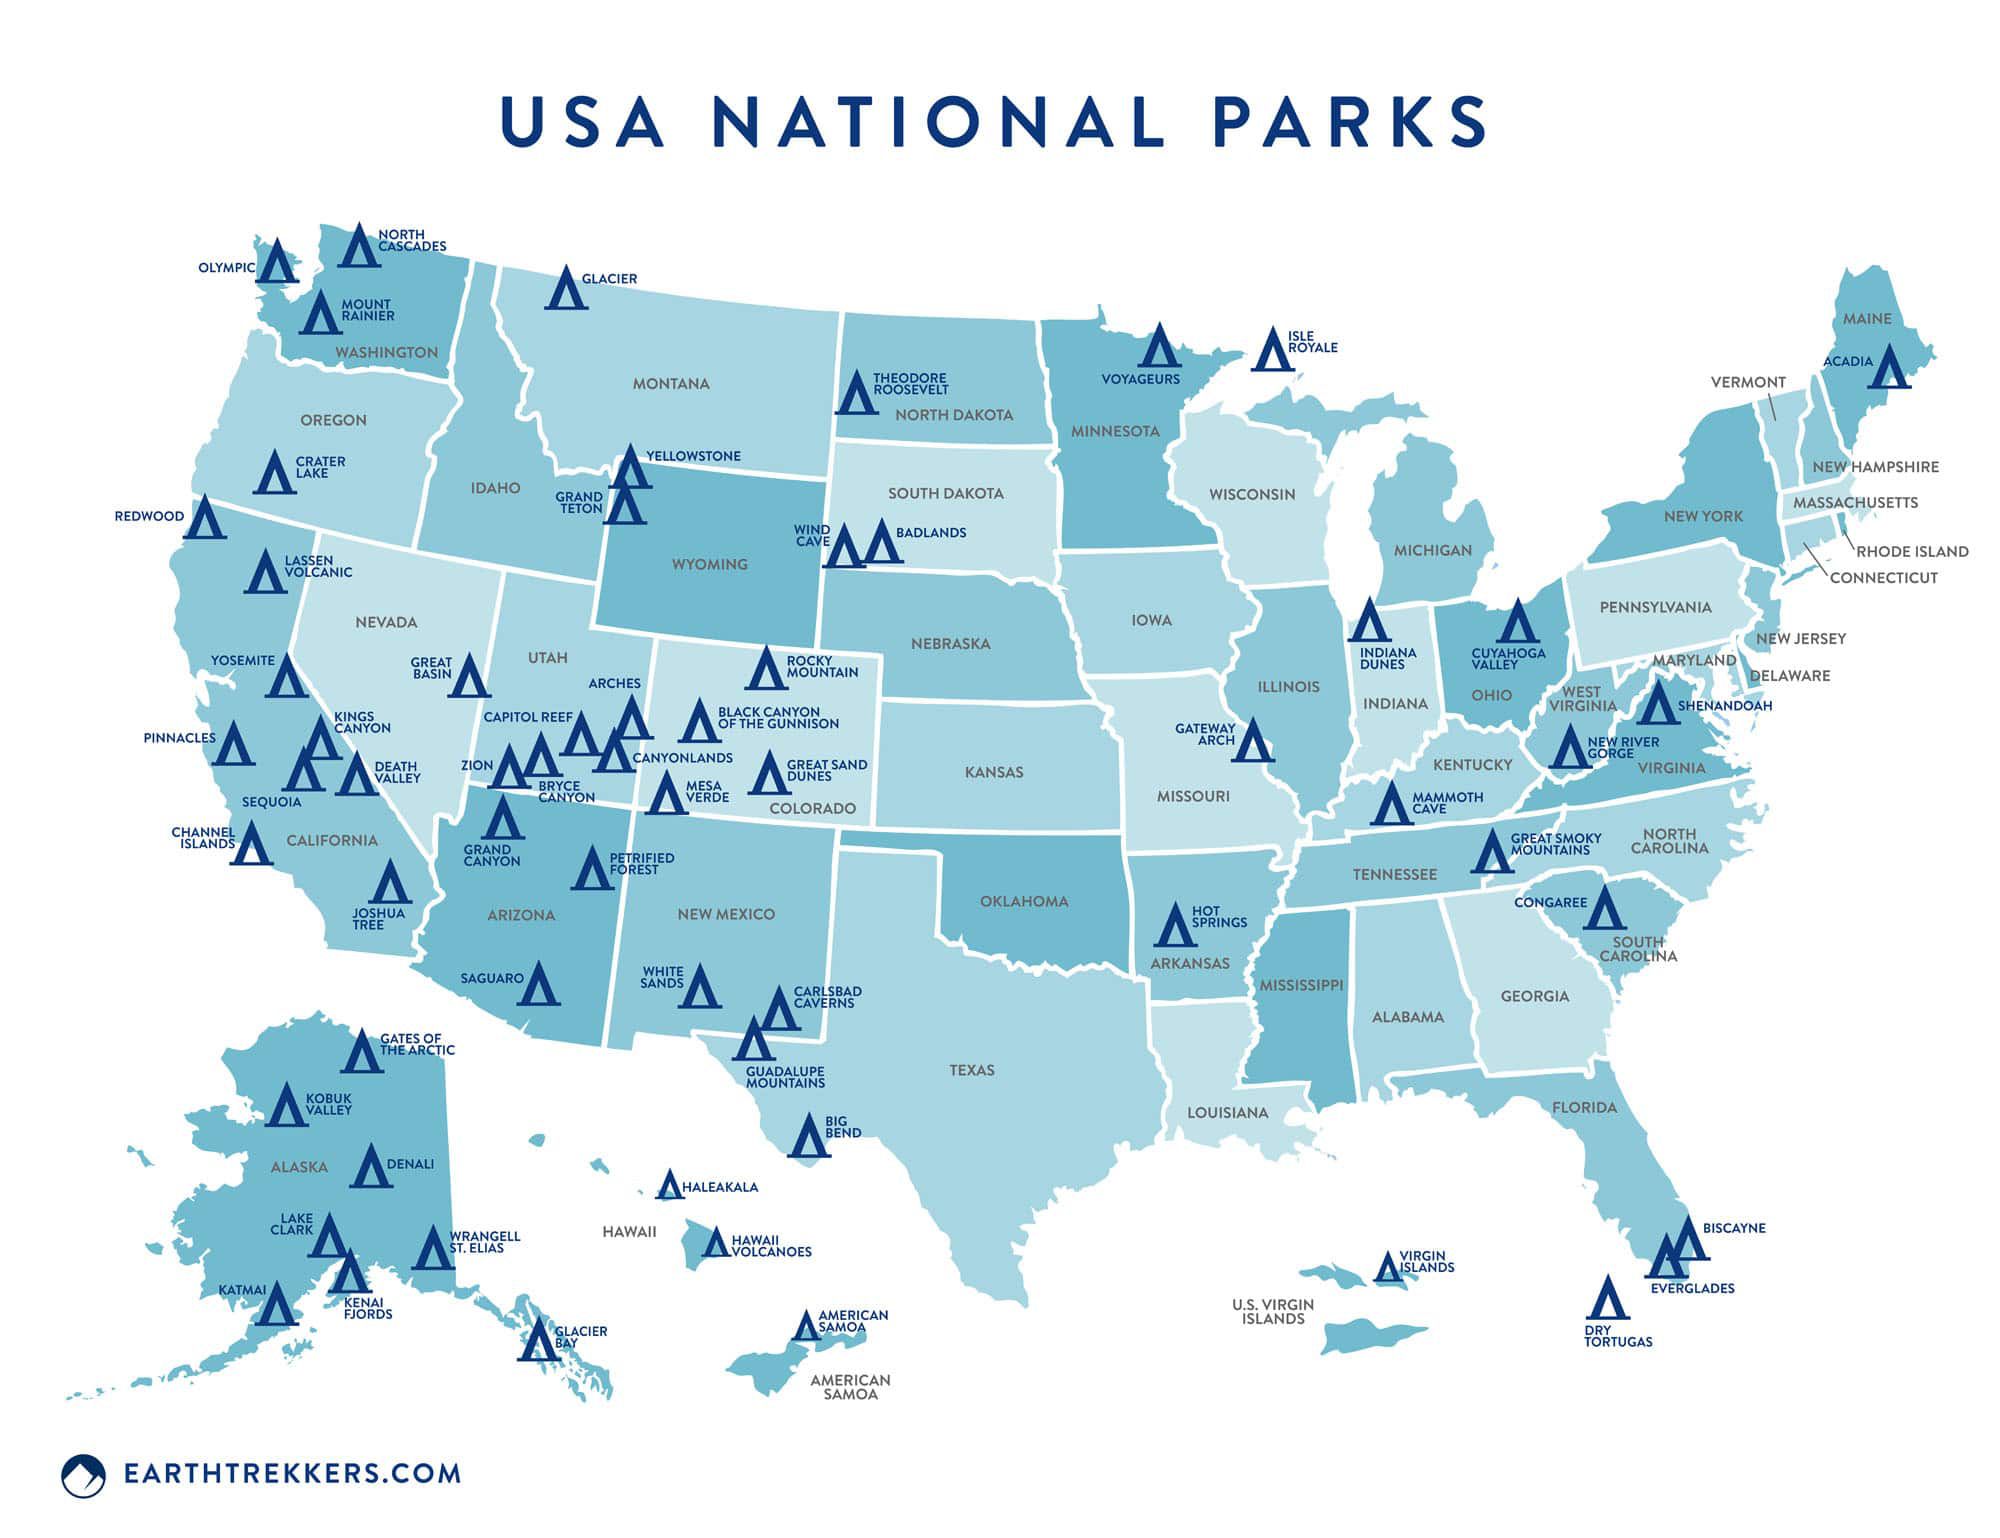 USA NATIONAL PARKS
NORTH
CASCADES
OLYMPIC
MOUNT
RAINIER
WASHINGTON
GLACIER
MONTANA
OREGON
CRATER
LAKE
IDAHO
YELLOWSTONE
GRAND
TETON
WYOMING
THEODORE
ROOSEVELT
NORTH DAKOTA
SOUTH DAKOTA
WIND
CAVE
BADLANDS
VOYAGEURS
MINNESOTA
ISLE
ROYALE
WISCONSIN
MICHIGAN
MAINE
ACADIA
VERMONT
NEW HAMPSHIRE
MASSACHUSETTS
NEW YORK
RHODE ISLAND
CONNECTICUT
PENNSYLVANIA
NEW JERSEY
MARYLAND
DELAWARE
REDWOOD
LASSEN
VOLCANIC
NEVADA
YOSEMITE
GREAT
BASIN
UTAH
ARCHES
CAPITOL REEF
PINNACLES
KINGS
CANYON
DEATH
VALLEY
SEQUOIA
ZION
BRYCE
CANYON
CANYONLANDS
ROCKY
MOUNTAIN
BLACK CANYON
OF THE GUNNISON
GREAT SAND
DUNES
MESA
VERDE
COLORADO
NEBRASKA
KANSAS
IOWA
ILLINOIS
GATEWAY
ARCH
MISSOURI
INDIANA
DUNES
INDIANA
CUYAHOGA
VALLEY
OHIO
WEST
VIRGINIA
SHENANDOAH
NEW RIVER
GORGE
VIRGINIA
KENTUCKY
MAMMOTH
CAVE
CHANNEL
ISLANDS
CALIFORNIA
JOSHUA
TREE
GRAND
CANYON
PETRIFIED
FOREST
ARIZONA
SAGUARO
NEW MEXICO
WHITE
SANDS
CARLSBAD
CAVERNS
GUADALUPE
MOUNTAINS
BIG
BEND
TEXAS
OKLAHOMA
HOT
SPRINGS
ARKANSAS
TENNESSEE
GREAT SMOKY
MOUNTAINS
NORTH
CAROLINA
CONGAREE
SOUTH
CAROLINA
MISSISSIPPI
ALABAMA
GEORGIA
LOUISIANA
FLORIDA
BISCAYNE
EVERGLADES
DRY
TORTUGAS
GATES OF
THE ARCTIC
KOBUK
VALLEY
ALASKA
DENALI
LAKE
CLARK
WRANGELL
ST. ELIAS
KATMAI
KENAI
FJORDS
GLACIER
BAY
HALEAKALA
HAWAII
HAWAII
VOLCANOES
AMERICAN
SAMOA
AMERICAN
SAMOA
VIRGIN
ISLANDS
U.S. VIRGIN
ISLANDS
EARTHTREKKERS.COM